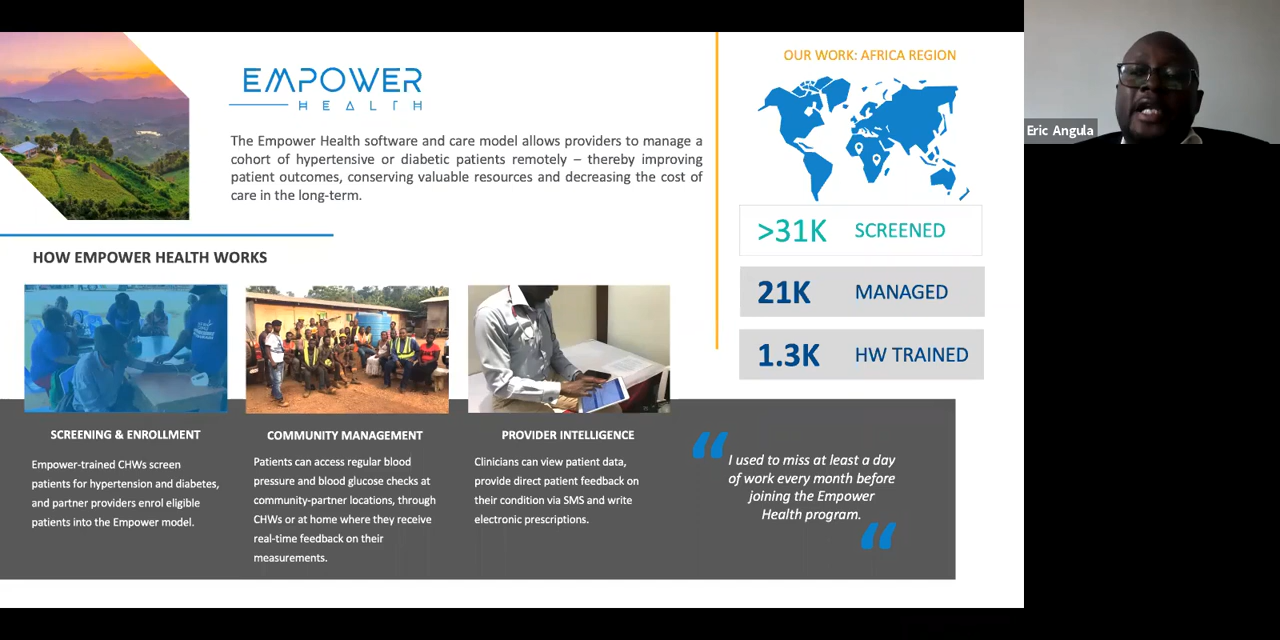 EMPOWER
HEALTH
The Empower Health software and care model allows providers to manage a
cohort of hypertensive or diabetic patients remotely – thereby improving
patient outcomes, conserving valuable resources and decreasing the cost of
care in the long-term.
HOW EMPOWER HEALTH WORKS
SCREENING & ENROLLMENT
Empower-trained CHWs screen
patients for hypertension and diabetes,
and partner providers enrol eligible
patients into the Empower model.
COMMUNITY MANAGEMENT
Patients can access regular blood
pressure and blood glucose checks at
community-partner locations, through
CHWs or at home where they receive
real-time feedback on their
measurements.
PROVIDER INTELLIGENCE
Clinicians can view patient data,
provide direct patient feedback on
their condition via SMS and write
electronic prescriptions.
OUR WORK: AFRICA REGION
>31K SCREENED
21K MANAGED
1.3K HW TRAINED
“ I used to miss at least a day
of work every month before
joining the Empower
Health program. “
Eric Angula